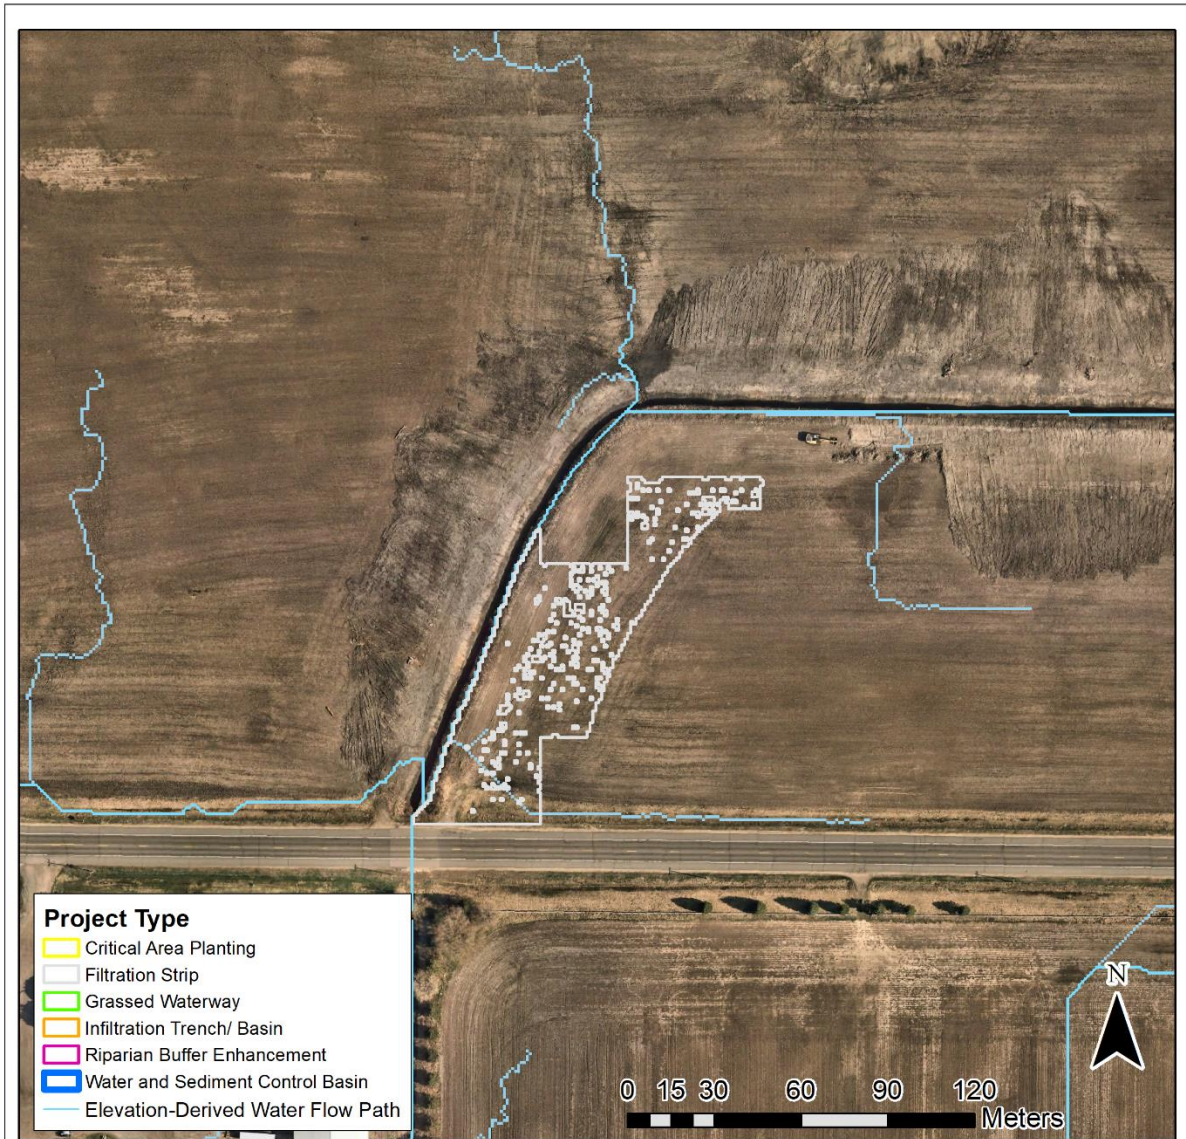 Project Type
Critical Area Planting
Filtration Strip
Grassed Waterway
Infiltration Trench/ Basin
Riparian Buffer Enhancement
Water and Sediment Control Basin
Elevation-Derived Water Flow Path
N
0 15 30 60 90 120
Meters